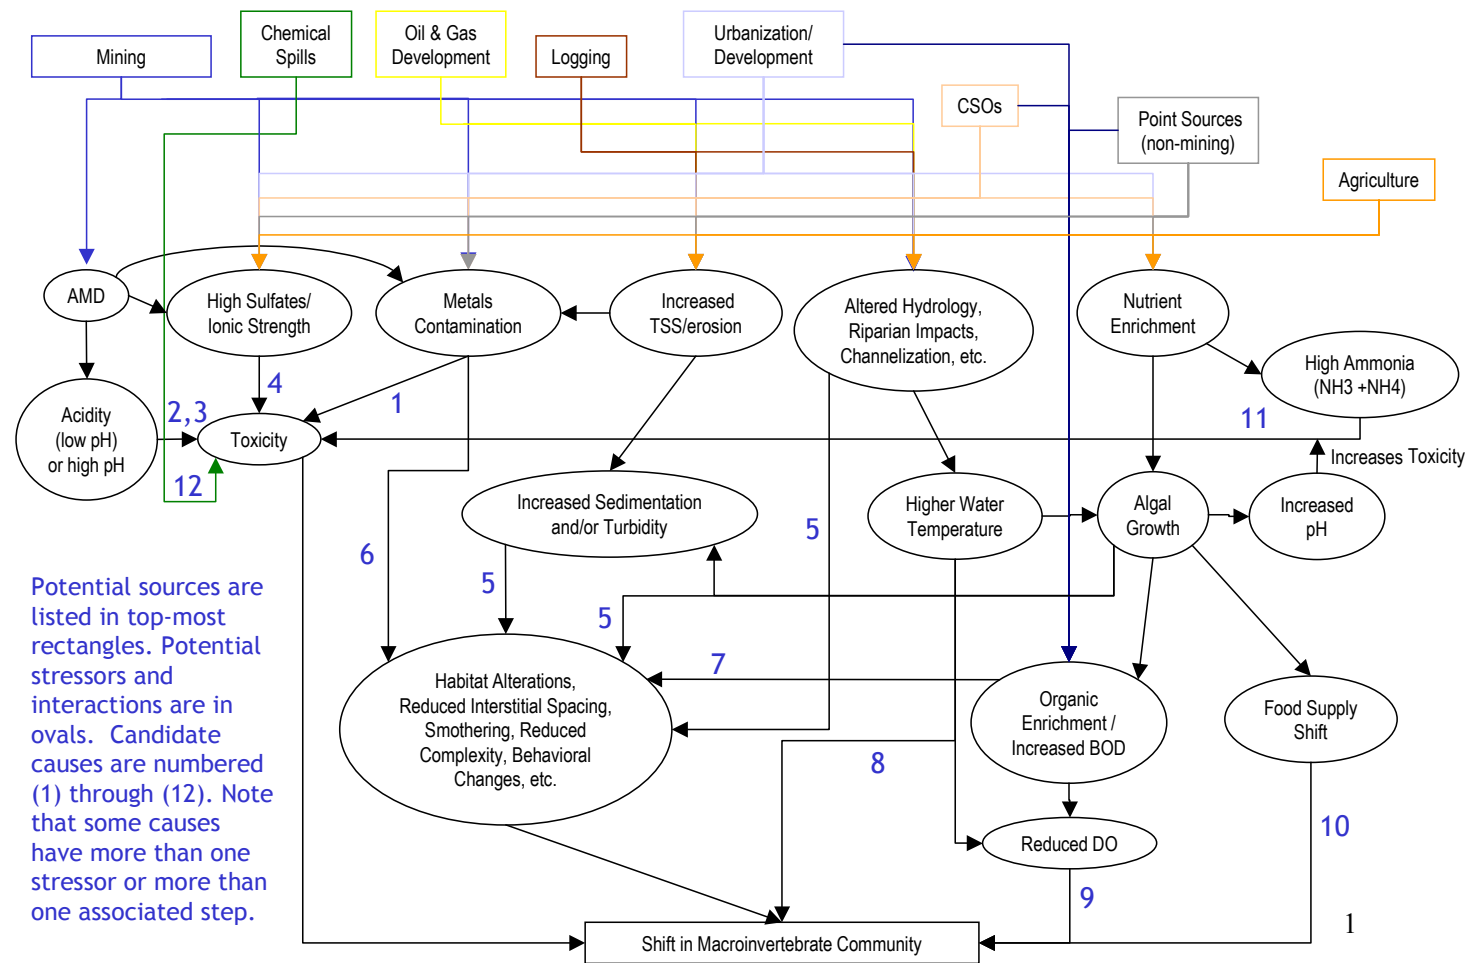 Mining
Chemical
Spills
Oil & Gas
Development
Logging
Urbanization/
Development
CSOs
Point Sources
(non-mining)
Agriculture
AMD
High Sulfates/
Ionic Strength
Metals
Contamination
Increased
TSS/erosion
Altered Hydrology,
Riparian Impacts,
Channelization, etc.
Nutrient
Enrichment
High Ammonia
(NH3 +NH4)
4
1
2,3
11
Acidity
(low pH)
or high pH
Toxicity
Increases Toxicity
12
Increased Sedimentation
and/or Turbidity
Higher Water
Temperature
Algal
Growth
Increased
pH
5
6
5
5
Potential sources are
listed in top-most
rectangles. Potential
stressors and
interactions are in
ovals. Candidate
causes are numbered
(1) through (12). Note
that some causes
have more than one
stressor or more than
one associated step.
7
Habitat Alterations,
Reduced Interstitial Spacing,
Smothering, Reduced
Complexity, Behavioral
Changes, etc.
Organic
Enrichment /
Increased BOD
Food Supply
Shift
8
10
Reduced DO
9
1
Shift in Macroinvertebrate Community